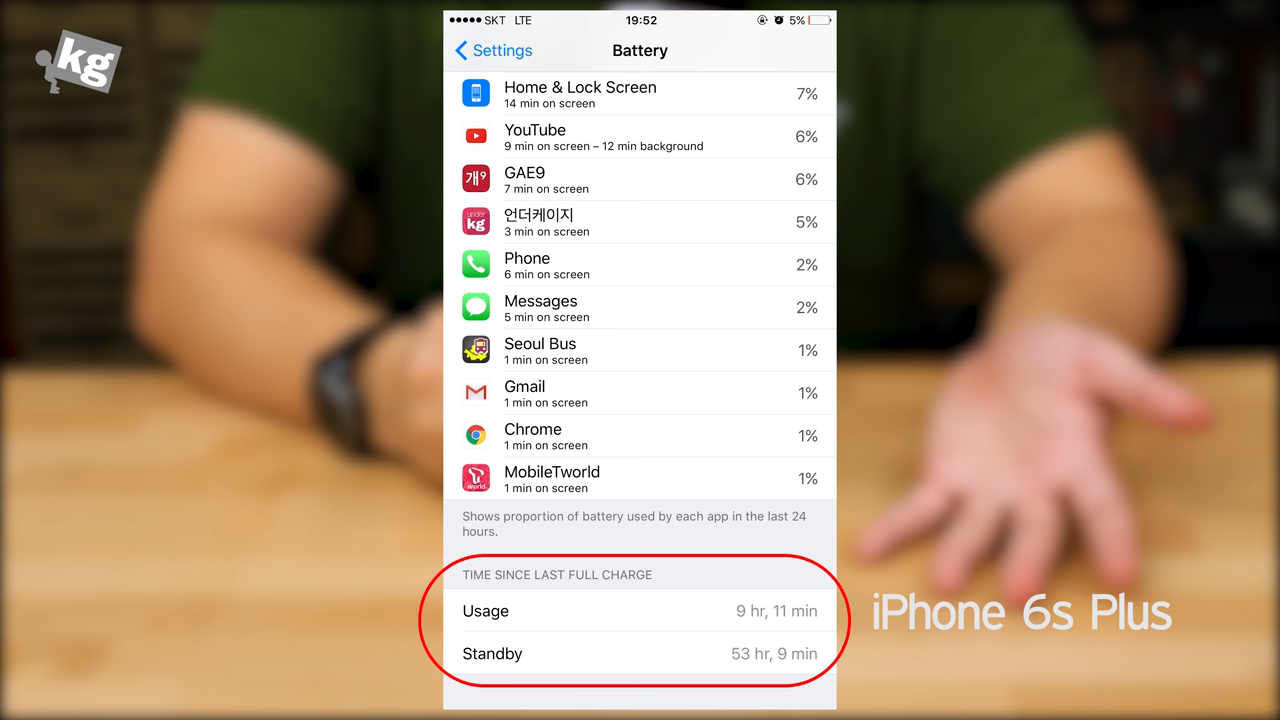 kg
SKT LTE 19:52 5%
Settings Battery
Home & Lock Screen 7%
14 min on screen
YouTube 6%
9 min on screen – 12 min background
개9 GAE9 6%
7 min on screen
under kg 언더케이지 5%
3 min on screen
Phone 2%
6 min on screen
Messages 2%
5 min on screen
Seoul Bus 1%
1 min on screen
Gmail 1%
1 min on screen
Chrome 1%
1 min on screen
T world MobileTworld 1%
1 min on screen
Shows proportion of battery used by each app in the last 24
hours.
TIME SINCE LAST FULL CHARGE
Usage 9 hr, 11 min
Standby 53 hr, 9 min
iPhone 6s Plus